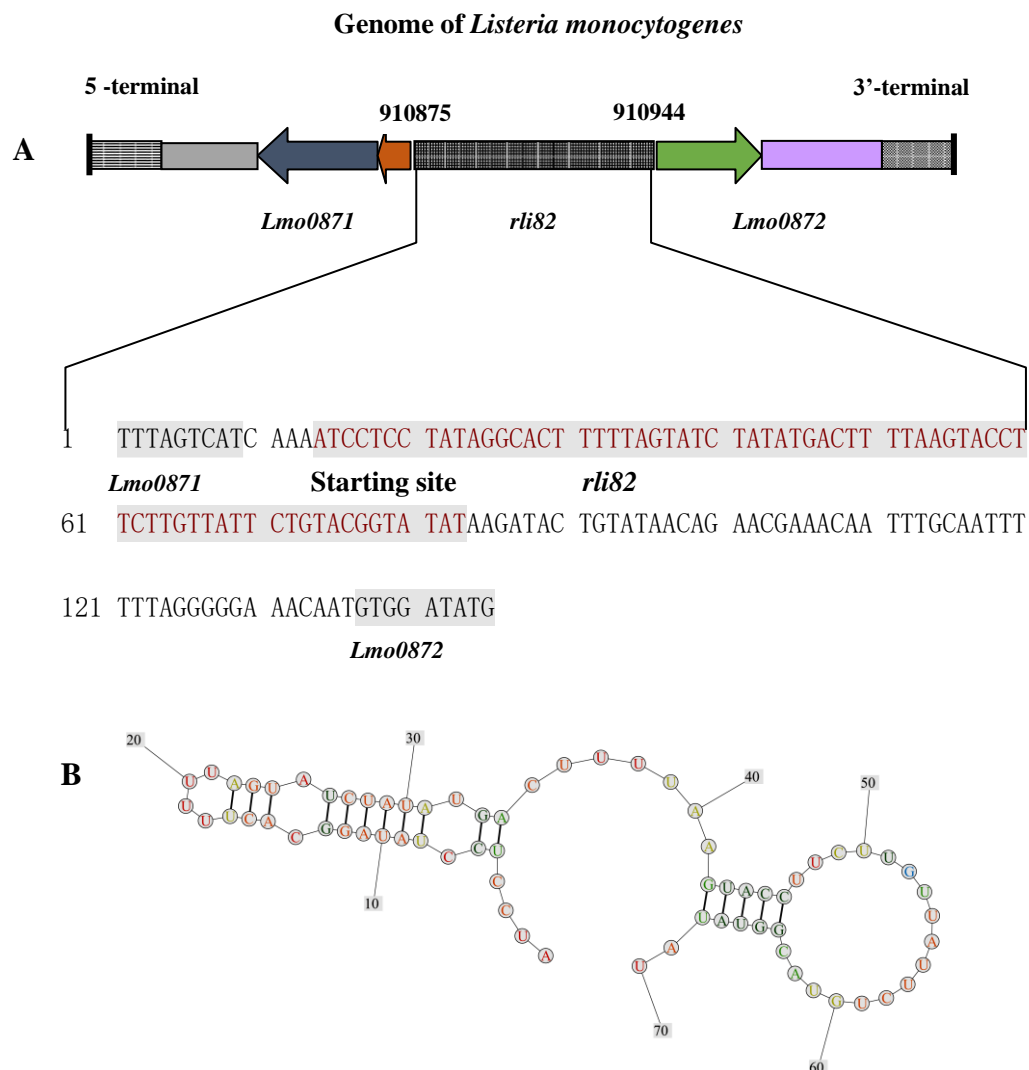 Genome of Listeria monocytogenes
5 -terminal
3’-terminal
910875
910944
A
Lmo0871
rli82
Lmo0872
1 TTTAGTCATC AAAATCCTCC TATAGGCACT TTTTAGTATC TATATGACTT TTAAGTACCT
Lmo0871 Starting site rli82
61 TCTTGTTATT CTGTACGGTA TATAAGATAC TGTATAACAG AACGAAACAA TTTGCAATTT
121 TTTAGGGGGA AACAATGTGG ATATG
Lmo0872
B
20
30
40
50
10
70
60
AUCCUCCUAUAGGCACUUUUUAGUAUCUAUAUGACUUUUAAGUACCUUCUUGUUAUUCUGUACGGUAUAU